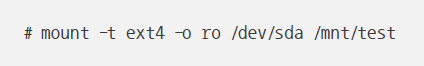 # mount -t ext4 -o ro /dev/sda /mnt/test